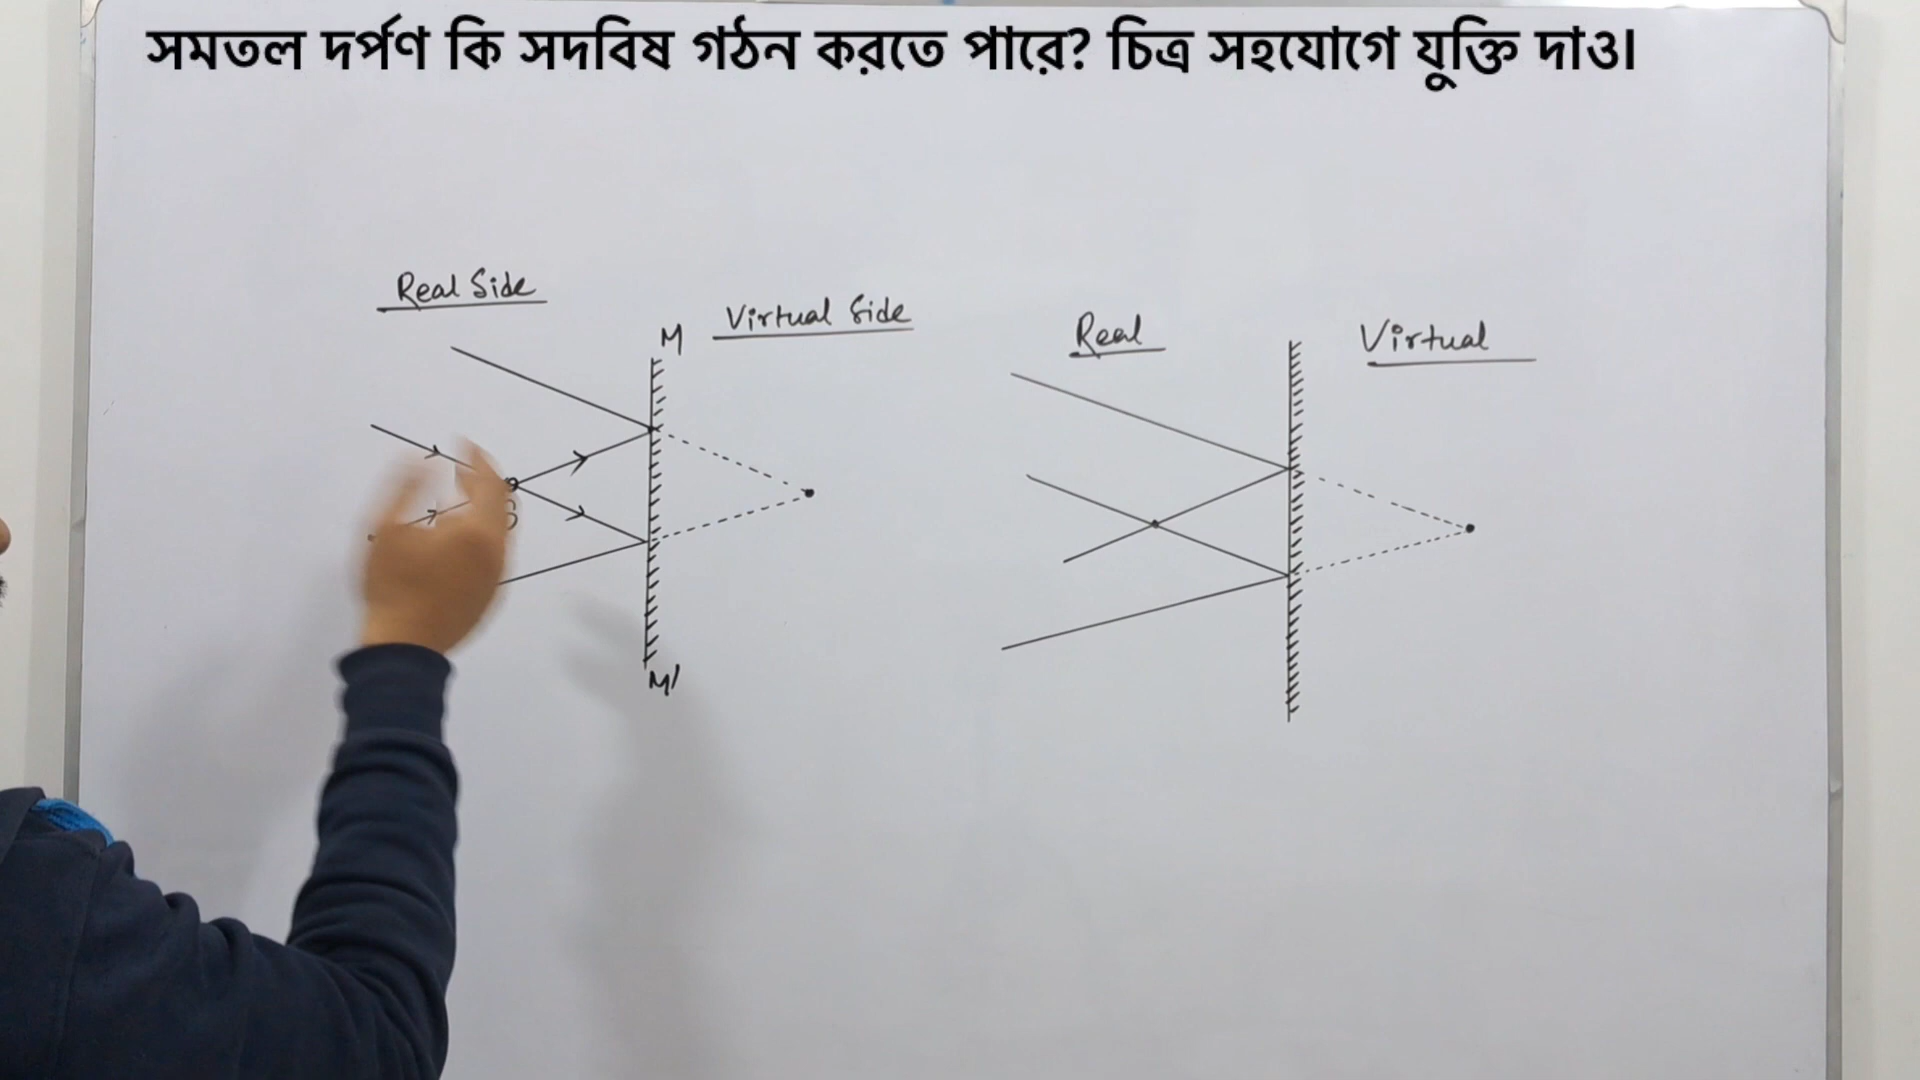 সমতল দর্পণ কি সদবিষ গঠন করতে পারে? চিত্র সহযোগে যুক্তি দাও।
Real Side
Virtual Side
M
M'
Real
Virtual